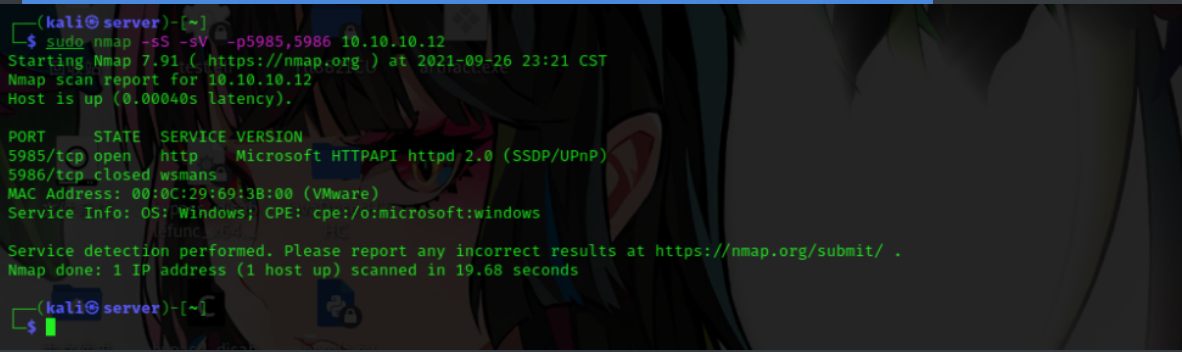 (kali㉿server)-[~]
$ sudo nmap -sS -sV -p5985,5986 10.10.10.12
Starting Nmap 7.91 ( https://nmap.org ) at 2021-09-26 23:21 CST
Nmap scan report for 10.10.10.12
Host is up (0.00040s latency).
PORT     STATE  SERVICE VERSION
5985/tcp open   http    Microsoft HTTPAPI httpd 2.0 (SSDP/UPnP)
5986/tcp closed wsmans
MAC Address: 00:0C:29:69:3B:00 (VMware)
Service Info: OS: Windows; CPE: cpe:/o:microsoft:windows
Service detection performed. Please report any incorrect results at https://nmap.org/submit/ .
Nmap done: 1 IP address (1 host up) scanned in 19.68 seconds
(kali㉿server)-[~]
$